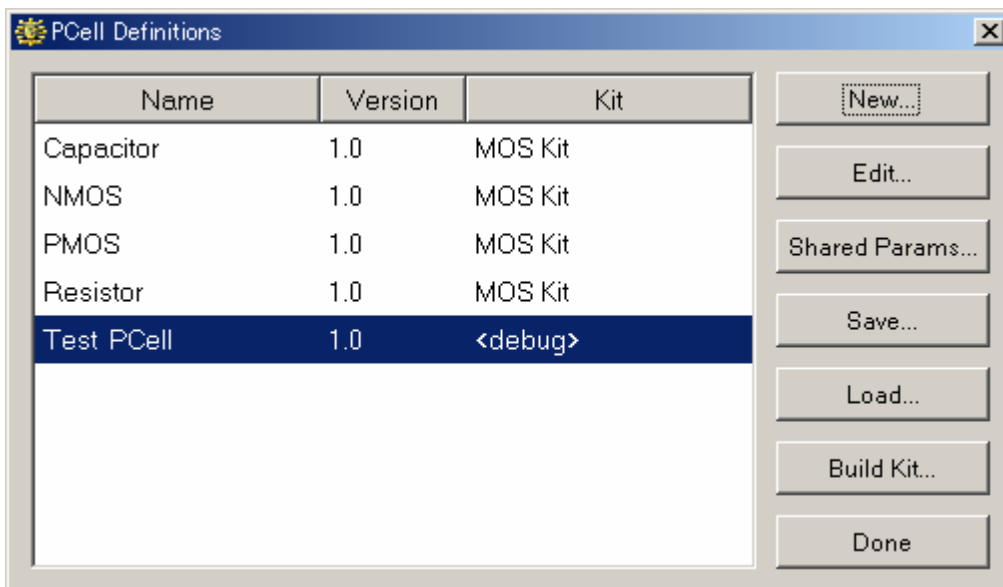 PCell Definitions
Name Version Kit
Capacitor 1.0 MOS Kit
NMOS 1.0 MOS Kit
PMOS 1.0 MOS Kit
Resistor 1.0 MOS Kit
Test PCell 1.0 <debug>
New...
Edit...
Shared Params...
Save...
Load...
Build Kit...
Done